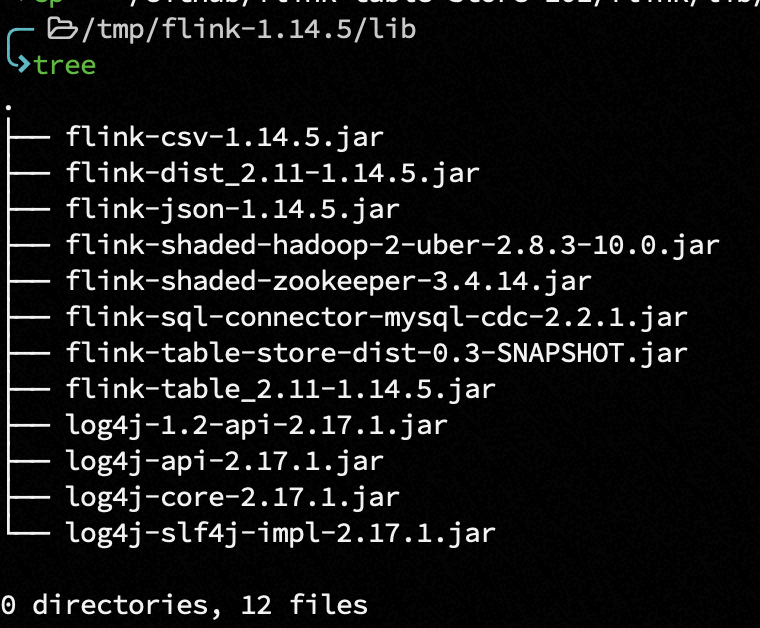 /tmp/flink-1.14.5/lib
tree
.
├── flink-csv-1.14.5.jar
├── flink-dist_2.11-1.14.5.jar
├── flink-json-1.14.5.jar
├── flink-shaded-hadoop-2-uber-2.8.3-10.0.jar
├── flink-shaded-zookeeper-3.4.14.jar
├── flink-sql-connector-mysql-cdc-2.2.1.jar
├── flink-table-store-dist-0.3-SNAPSHOT.jar
├── flink-table_2.11-1.14.5.jar
├── log4j-1.2-api-2.17.1.jar
├── log4j-api-2.17.1.jar
├── log4j-core-2.17.1.jar
└── log4j-slf4j-impl-2.17.1.jar
0 directories, 12 files